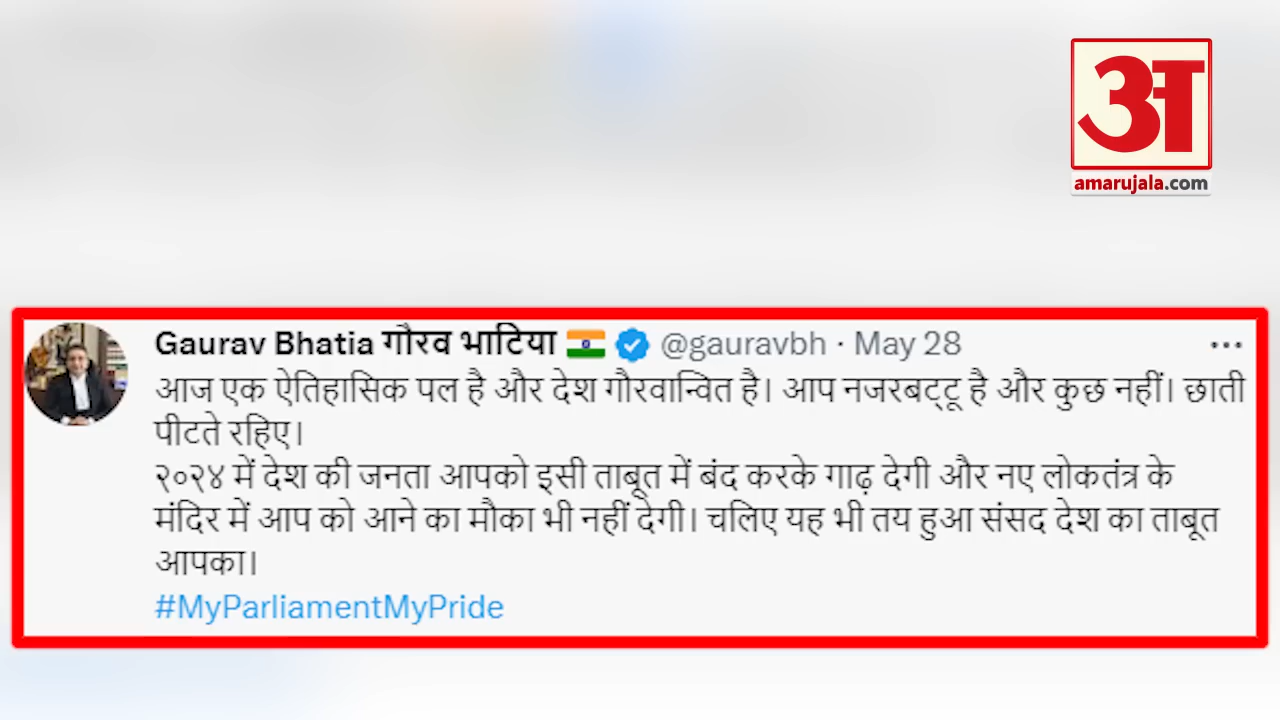 अ
amarujala.com
Gaurav Bhatia गौरव भाटिया @gauravbh · May 28
आज एक ऐतिहासिक पल है और देश गौरवान्वित है। आप नजरबट्टू है और कुछ नहीं। छाती
पीटते रहिए।
२०२४ में देश की जनता आपको इसी ताबूत में बंद करके गाढ़ देगी और नए लोकतंत्र के
मंदिर में आप को आने का मौका भी नहीं देगी। चलिए यह भी तय हुआ संसद देश का ताबूत
आपका।
#MyParliamentMyPride